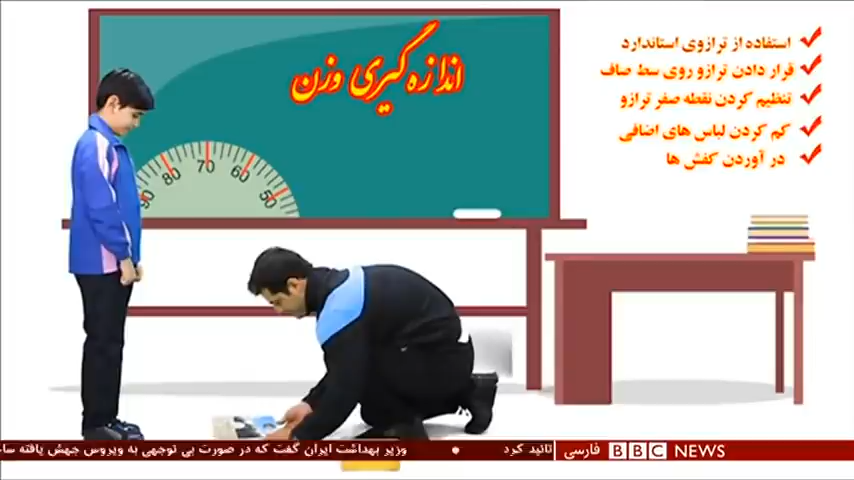 اندازه گیری وزن
استفاده از ترازوی استاندارد
قرار دادن ترازو روی سط صاف
تنظیم کردن نقطه صفر ترازو
کم کردن لباس های اضافی
در آوردن کفش ها
90 80 70 60 50
وزیر بهداشت ایران گفت که در صورت بی توجهی به ویروس جهش یافته
تائید کرد
BBC NEWS فارسی